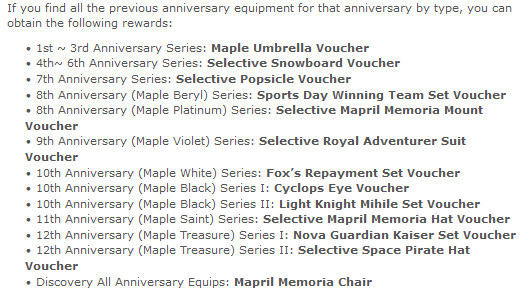 If you find all the previous anniversary equipment for that anniversary by type, you can
obtain the following rewards:
• 1st ~ 3rd Anniversary Series: Maple Umbrella Voucher
• 4th~ 6th Anniversary Series: Selective Snowboard Voucher
• 7th Anniversary Series: Selective Popsicle Voucher
• 8th Anniversary (Maple Beryl) Series: Sports Day Winning Team Set Voucher
• 8th Anniversary (Maple Platinum) Series: Selective Mapril Memoria Mount
Voucher
• 9th Anniversary (Maple Violet) Series: Selective Royal Adventurer Suit
Voucher
• 10th Anniversary (Maple White) Series: Fox's Repayment Set Voucher
• 10th Anniversary (Maple Black) Series I: Cyclops Eye Voucher
• 10th Anniversary (Maple Black) Series II: Light Knight Mihile Set Voucher
• 11th Anniversary (Maple Saint) Series: Selective Mapril Memoria Hat Voucher
• 12th Anniversary (Maple Treasure) Series I: Nova Guardian Kaiser Set Voucher
• 12th Anniversary (Maple Treasure) Series II: Selective Space Pirate Hat
Voucher
• Discovery All Anniversary Equips: Mapril Memoria Chair